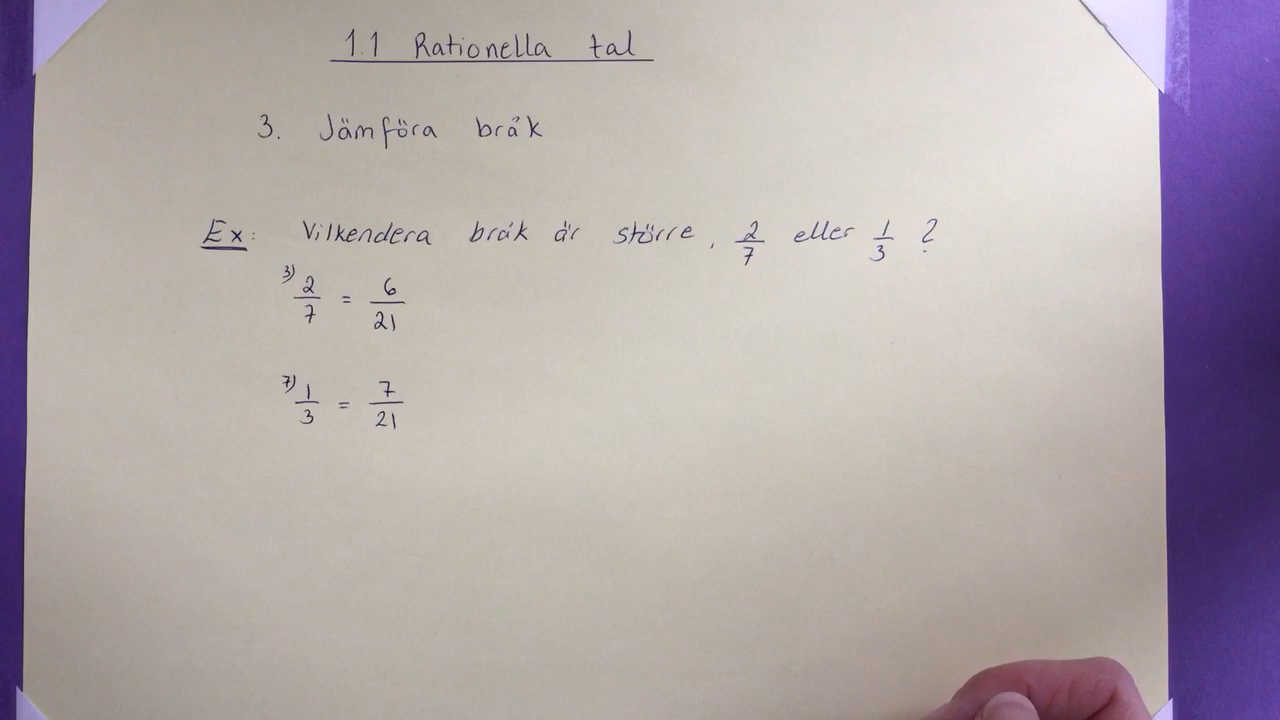 1.1 Rationella tal
3. Jämföra bråk
Ex: Vilkendera bråk är större, 2/7 eller 1/3 ?
3) 2/7 = 6/21
7) 1/3 = 7/21